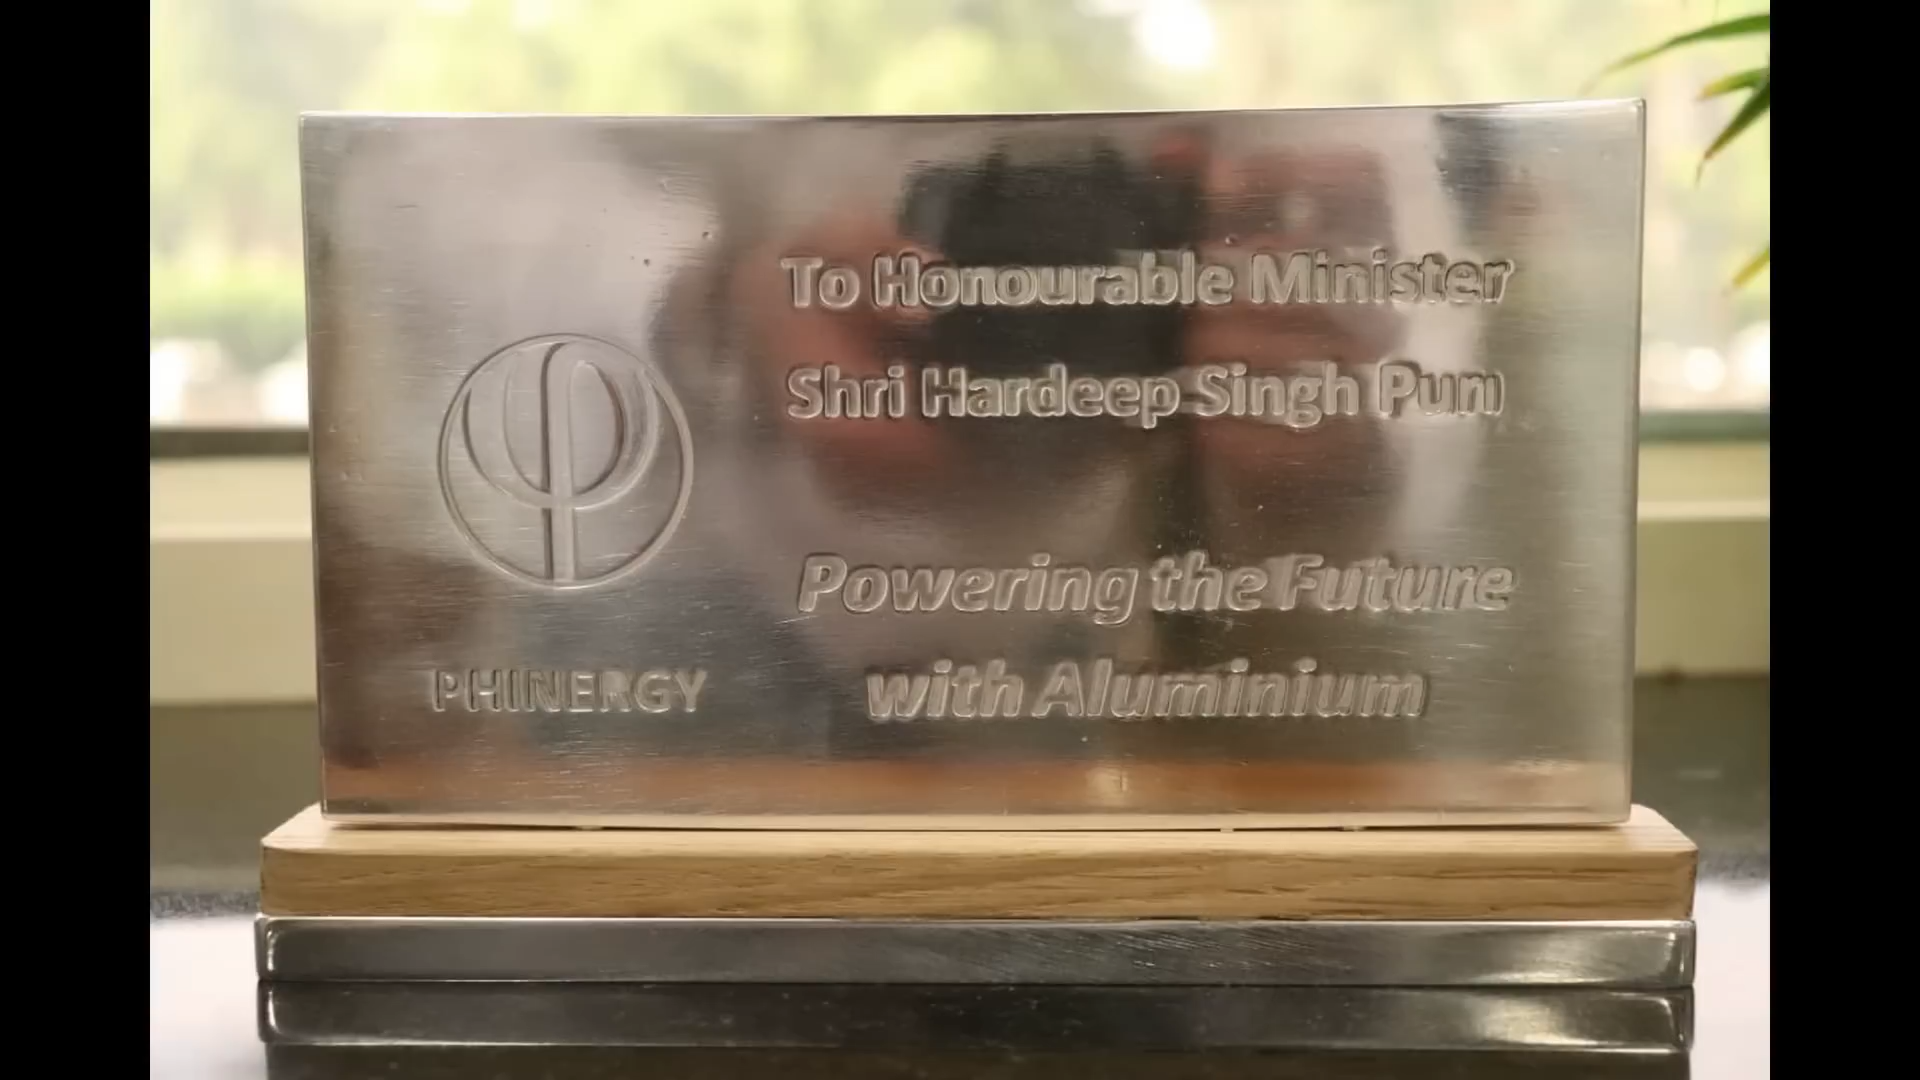 To Honourable Minister
Shri Hardeep Singh Puri
Powering the Future
with Aluminium
PHINERGY